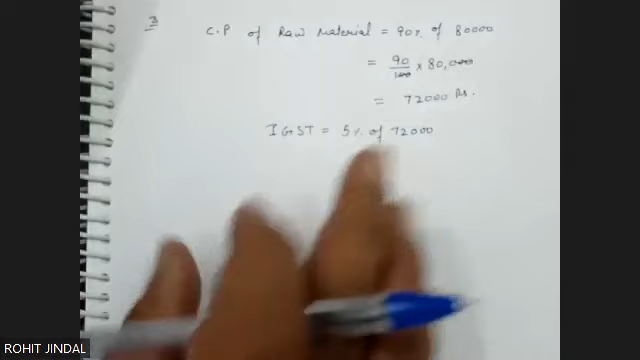 3
C.P of Raw Material = 90% of 80000
= 90/100 × 80,000
= 72000 Rs.
IGST = 5% of 72000
ROHIT JINDAL